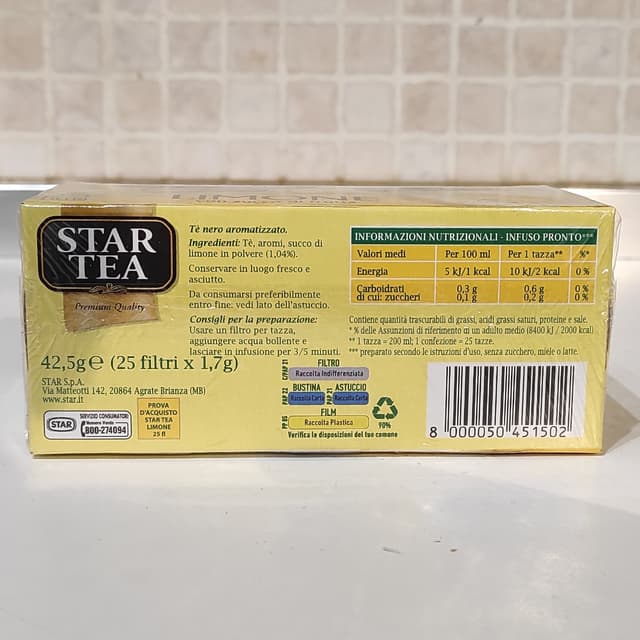 LIMONE
STAR
TEA
Premium Quality
Tè nero aromatizzato.
Ingredienti: Tè, aromi, succo di
limone in polvere (1,04%).
Conservare in luogo fresco e
asciutto.
Da consumarsi preferibilmente
entro fine: vedi lato dell'astuccio.
Consigli per la preparazione:
Usare un filtro per tazza,
aggiungere acqua bollente e
lasciare in infusione per 3/5 minuti.
42,5g e (25 filtri x 1,7g)
STAR S.p.A.
Via Matteotti 142, 20864 Agrate Brianza (MB)
www.star.it
STAR
SERVIZIO CONSUMATORI
Numero Verde
800-274094
PROVA
D'ACQUISTO
STAR TEA
LIMONE
25 fl
INFORMAZIONI NUTRIZIONALI - INFUSO PRONTO***
Valori medi Per 100 ml Per 1 tazza** %*
Energia 5 kJ/1 kcal 10 kJ/2 kcal 0 %
Carboidrati 0,3 g 0,6 g 0 %
di cui: zuccheri 0,1 g 0,2 g 0 %
Contiene quantità trascurabili di grassi, acidi grassi saturi, proteine e sale.
* % delle Assunzioni di riferimento di un adulto medio (8400 kJ / 2000 kcal)
** 1 tazza = 200 ml; 1 confezione = 25 tazze.
*** preparato secondo le istruzioni d'uso, senza zucchero, miele o latte.
FILTRO
Raccolta Indifferenziata
BUSTINA ASTUCCIO
PAP 22 Raccolta Carta PAP 21 Raccolta Carta
FILM
Raccolta Plastica
Verifica le disposizioni del tuo comune
90%
8 000050 451502